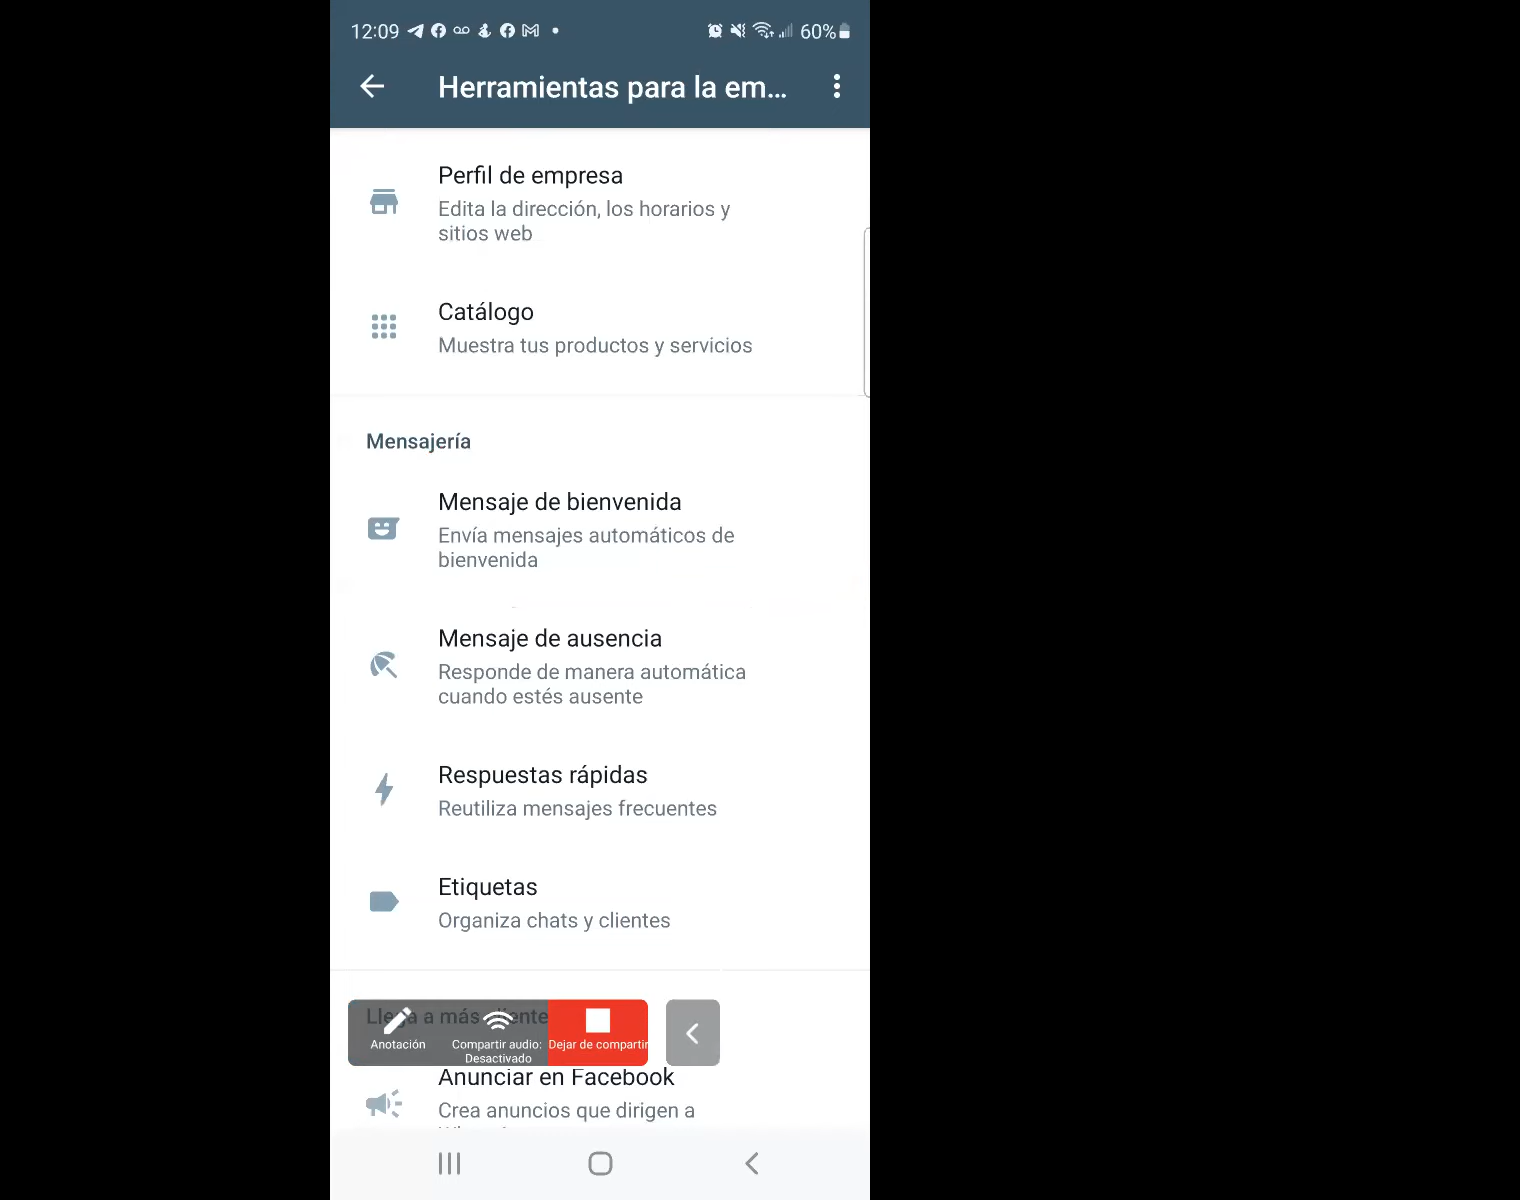 12:09
60%
Herramientas para la em...
Perfil de empresa
Edita la dirección, los horarios y
sitios web
Catálogo
Muestra tus productos y servicios
Mensajería
Mensaje de bienvenida
Envía mensajes automáticos de
bienvenida
Mensaje de ausencia
Responde de manera automática
cuando estés ausente
Respuestas rápidas
Reutiliza mensajes frecuentes
Etiquetas
Organiza chats y clientes
a más
Anotación
Compartir audio:
Desactivado
Dejar de compartir
Anunciar en Facebook
Crea anuncios que dirigen a